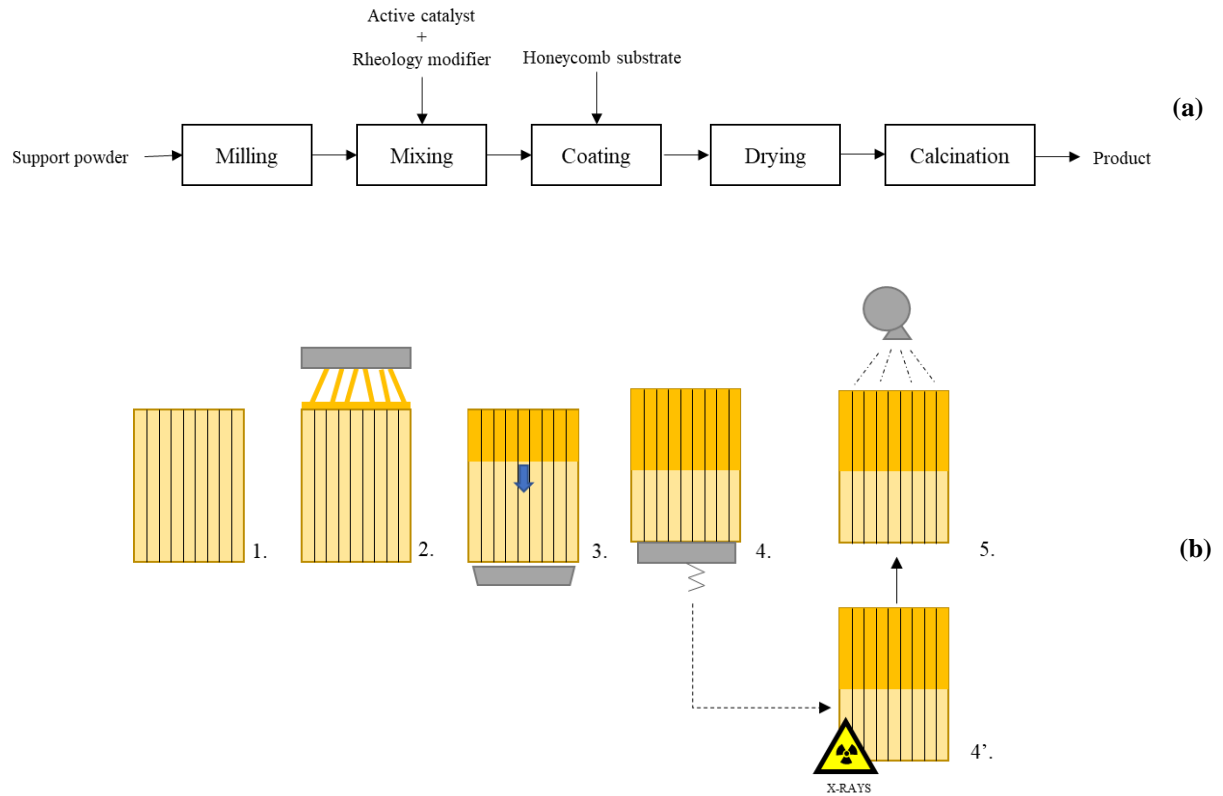 Active catalyst
+
Rheology modifier
Honeycomb substrate
(a)
Support powder
Milling
Mixing
Coating
Drying
Calcination
Product
1.
2.
3.
4.
5.
(b)
4’.
X-RAYS